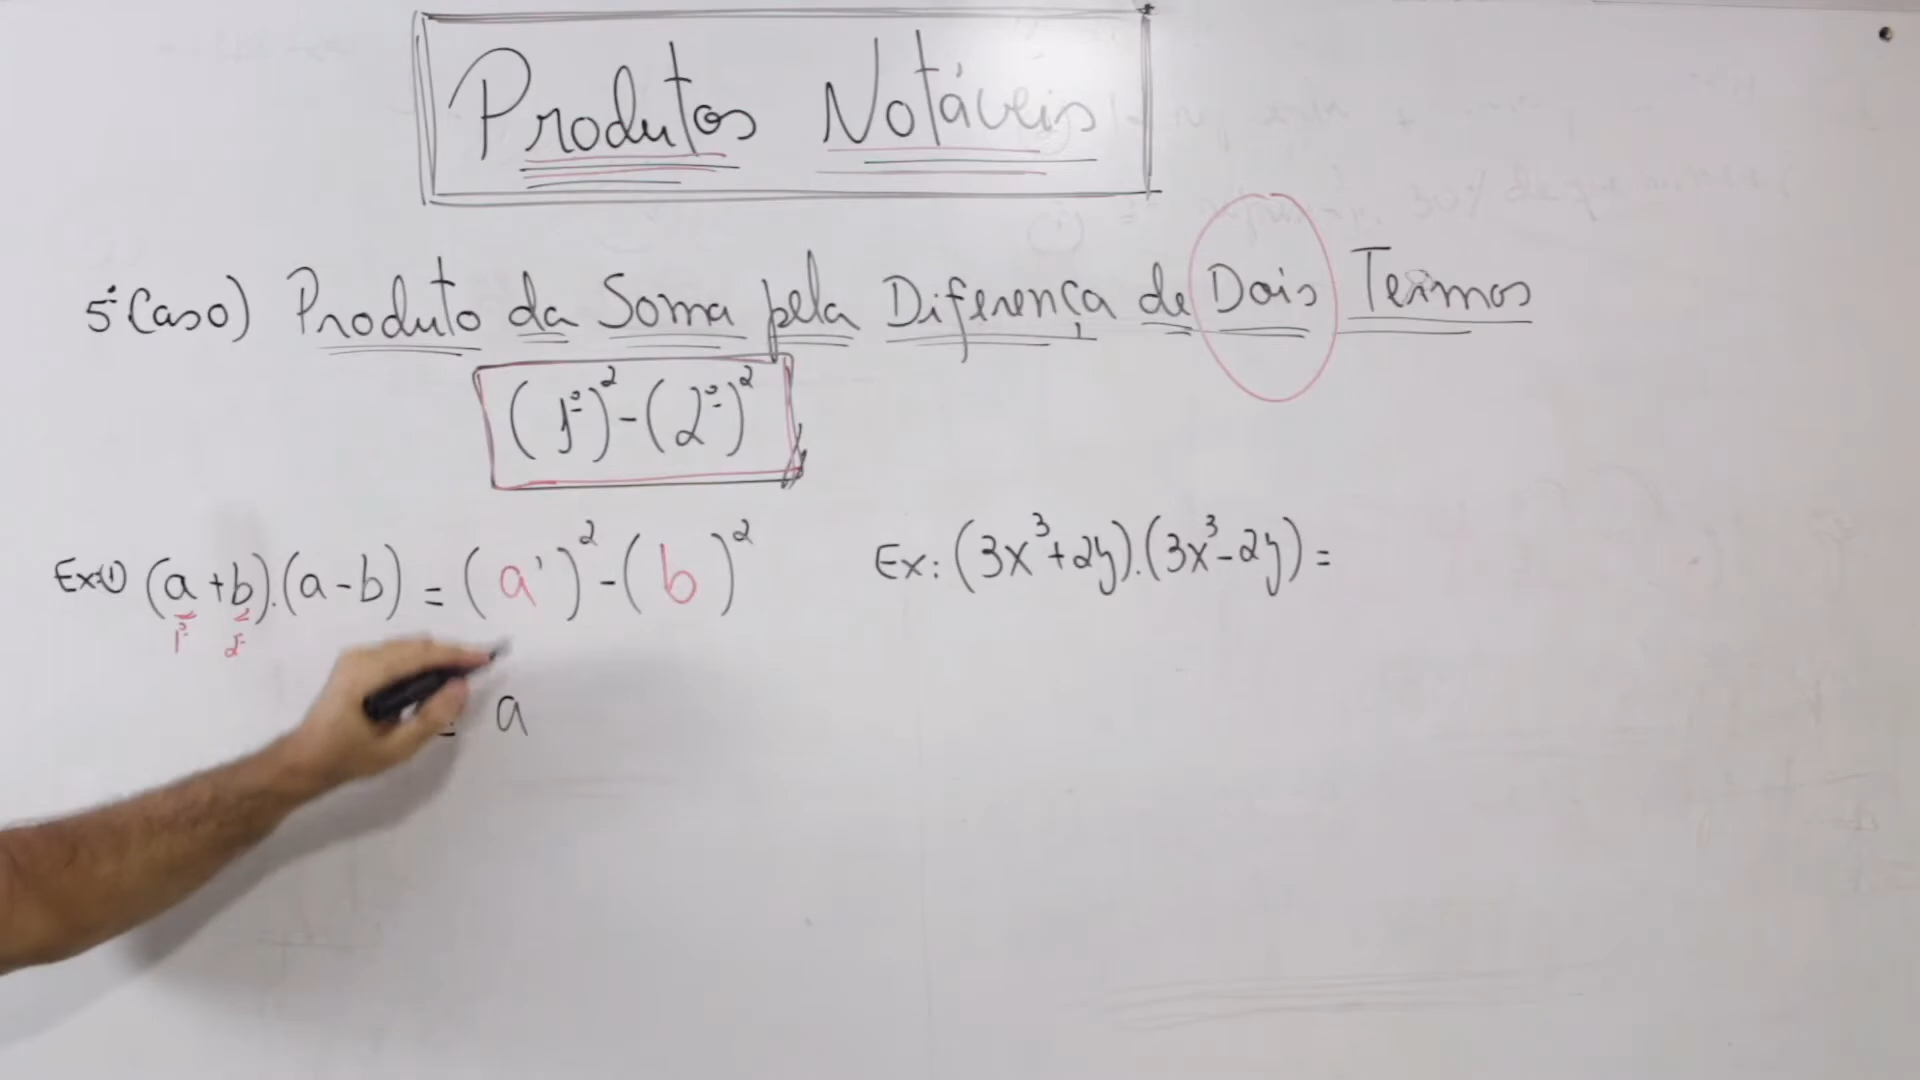 Produtos Notáveis
5º Caso) Produto da Soma pela Diferença de Dois Termos
(1º)² - (2º)²
Ex:1) (a + b).(a - b) = (a¹)² - (b)²
1º 2º
= a
Ex: (3x³+2y).(3x³-2y) =